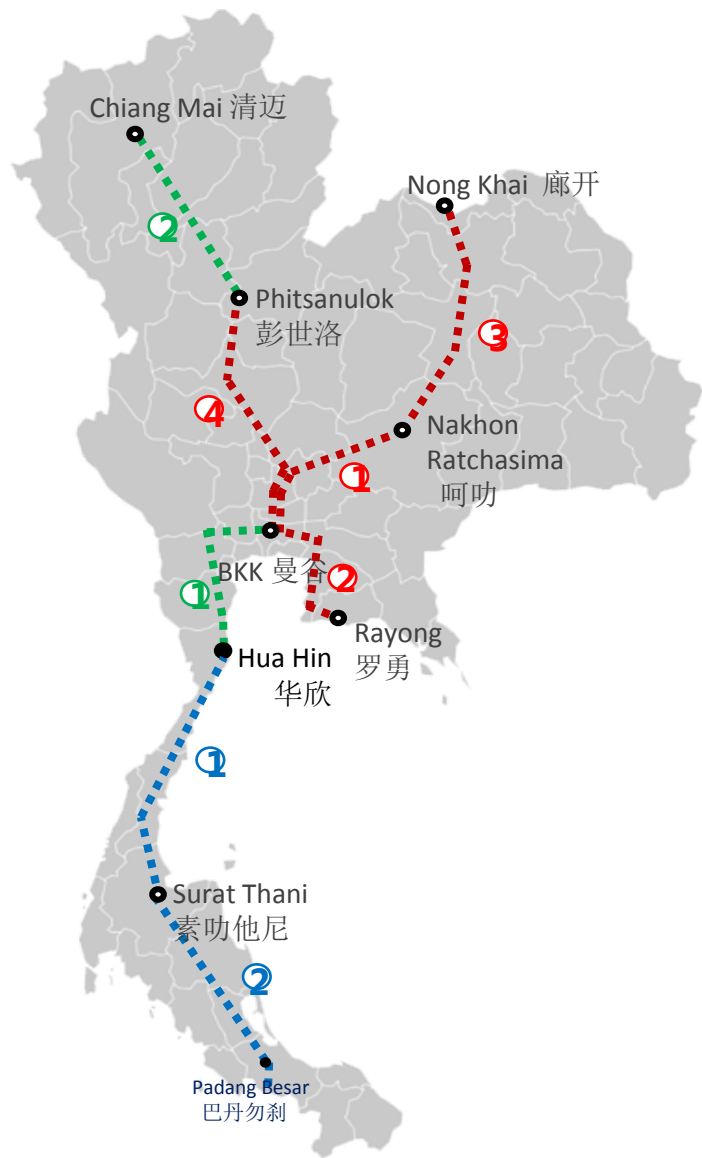 Chiang Mai 清迈
Nong Khai 廊开
2
Phitsanulok
彭世洛
3
4
Nakhon
Ratchasima
呵叻
1
BKK 曼谷
2
1
Rayong
罗勇
Hua Hin
华欣
1
Surat Thani
素叻他尼
2
Padang Besar
巴丹勿刹